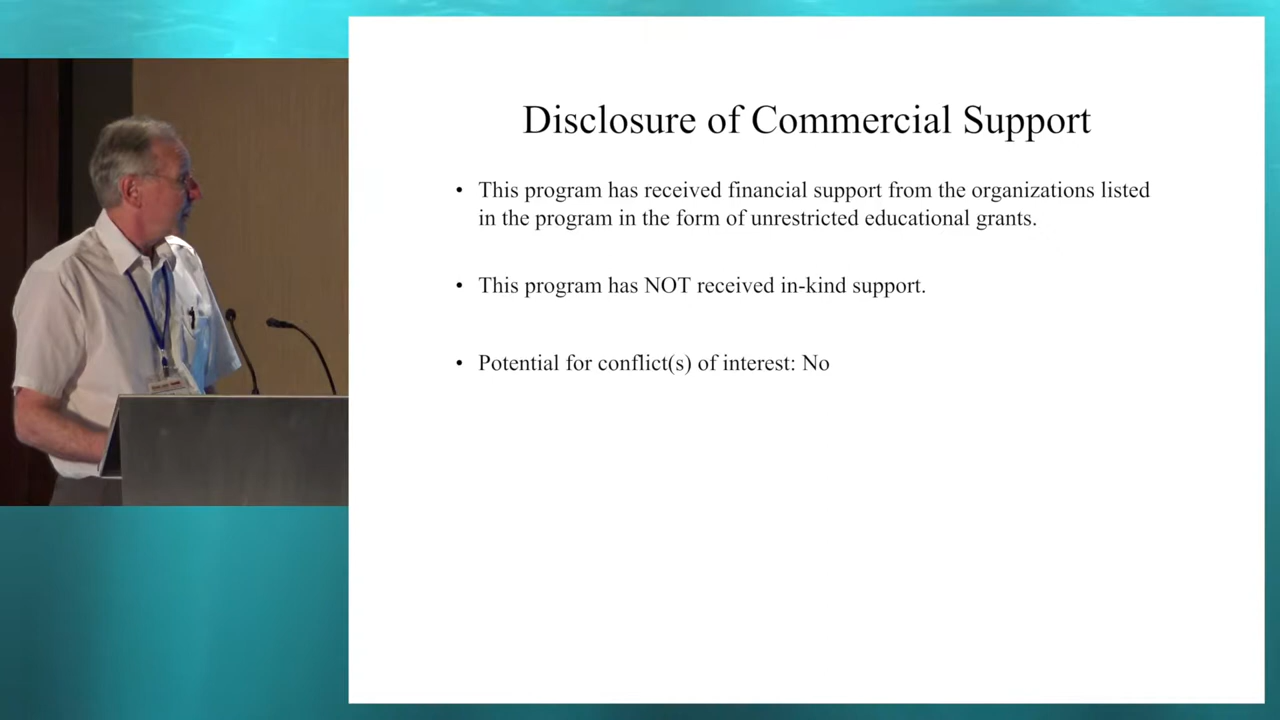 Disclosure of Commercial Support
• This program has received financial support from the organizations listed
in the program in the form of unrestricted educational grants.
• This program has NOT received in-kind support.
• Potential for conflict(s) of interest: No